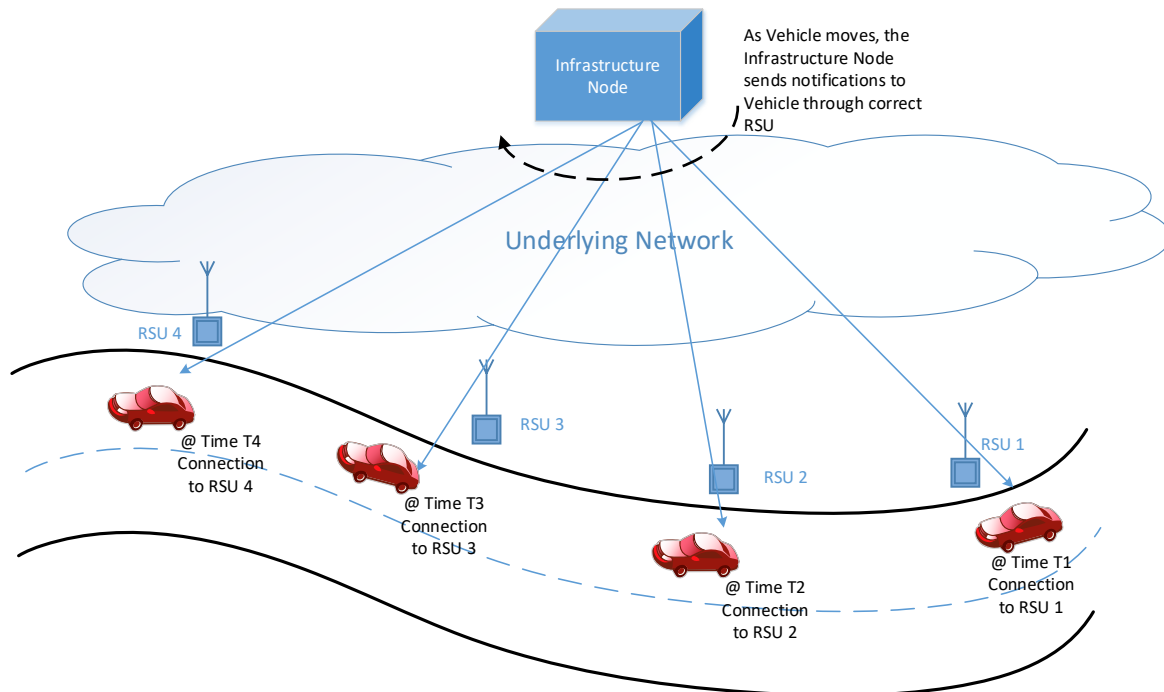 Infrastructure
Node
As Vehicle moves, the
Infrastructure Node
sends notifications to
Vehicle through correct
RSU
Underlying Network
RSU 4
RSU 3
RSU 2
RSU 1
@ Time T4
Connection
to RSU 4
@ Time T3
Connection
to RSU 3
@ Time T2
Connection
to RSU 2
@ Time T1
Connection
to RSU 1